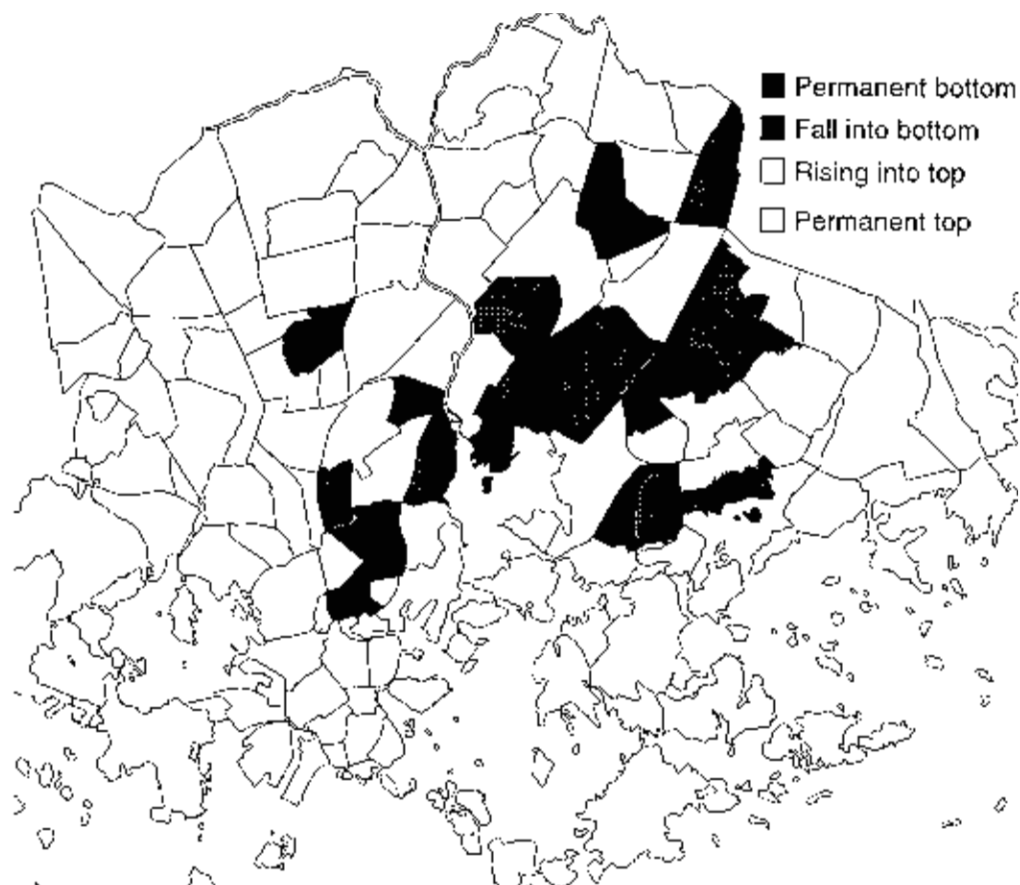 Permanent bottom
Fall into bottom
Rising into top
Permanent top